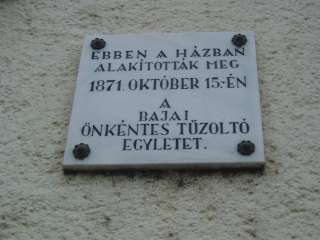 EBBEN A HÁZBAN
ALAKÍTOTTÁK MEG
1871. OKTÓBER 15.-ÉN
A
BAJAI
ÖNKÉNTES TŰZOLTÓ
EGYLETET.